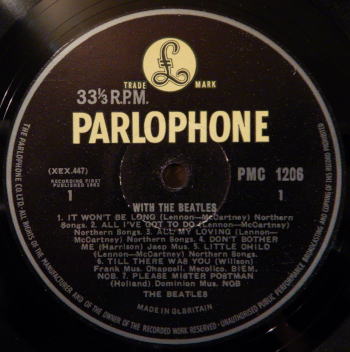 TRADE MARK
33⅓ R.P.M.
PARLOPHONE
(XEX.447)
RECORDING FIRST
PUBLISHED 1963
1
PMC 1206
1
WITH THE BEATLES
1. IT WON'T BE LONG (Lennon—McCartney) Northern
Songs. 2. ALL I'VE GOT TO DO (Lennon—McCartney)
Northern Songs. 3. ALL MY LOVING (Lennon—
McCartney) Northern Songs. 4. DON'T BOTHER
ME (Harrison) Jaep Mus. 5. LITTLE CHILD
(Lennon—McCartney) Northern Songs
6. TILL THERE WAS YOU (Willson)
Frank Mus. Chappell. Mecolico. BIEM.
NCB. 7. PLEASE MISTER POSTMAN
(Holland) Dominion Mus. NCB
THE BEATLES
MADE IN GT.BRITAIN
THE PARLOPHONE CO.LTD. ALL RIGHTS OF THE MANUFACTURER AND OF THE OWNER OF THE RECORDED WORK RESERVED UNAUTHORISED PUBLIC PERFORMANCE BROADCASTING AND COPYING OF THIS RECORD PROHIBITED